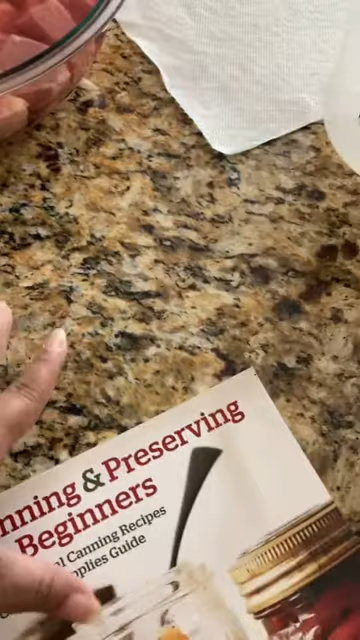 nning & Preserving
Beginners
l Canning Recipes
pplies Guide